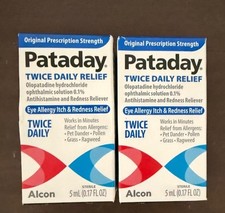 Original Prescription Strength
Pataday
TWICE DAILY RELIEF
Olopatadine hydrochloride
ophthalmic solution 0.1%
Antihistamine and Redness Reliever
Eye Allergy Itch & Redness Relief
TWICE
DAILY
Works in Minutes
Relief from Allergens:
• Pet Dander • Pollen
• Grass • Ragweed
Alcon
STERILE
5 mL (0.17 FL OZ)
Original Prescription Strength
Pataday
TWICE DAILY RELIEF
Olopatadine hydrochloride
ophthalmic solution 0.1%
Antihistamine and Redness Reliever
Eye Allergy Itch & Redness Relief
TWICE
DAILY
Works in Minutes
Relief from Allergens:
• Pet Dander • Pollen
• Grass • Ragweed
Alcon
STERILE
5 mL (0.17 FL OZ)